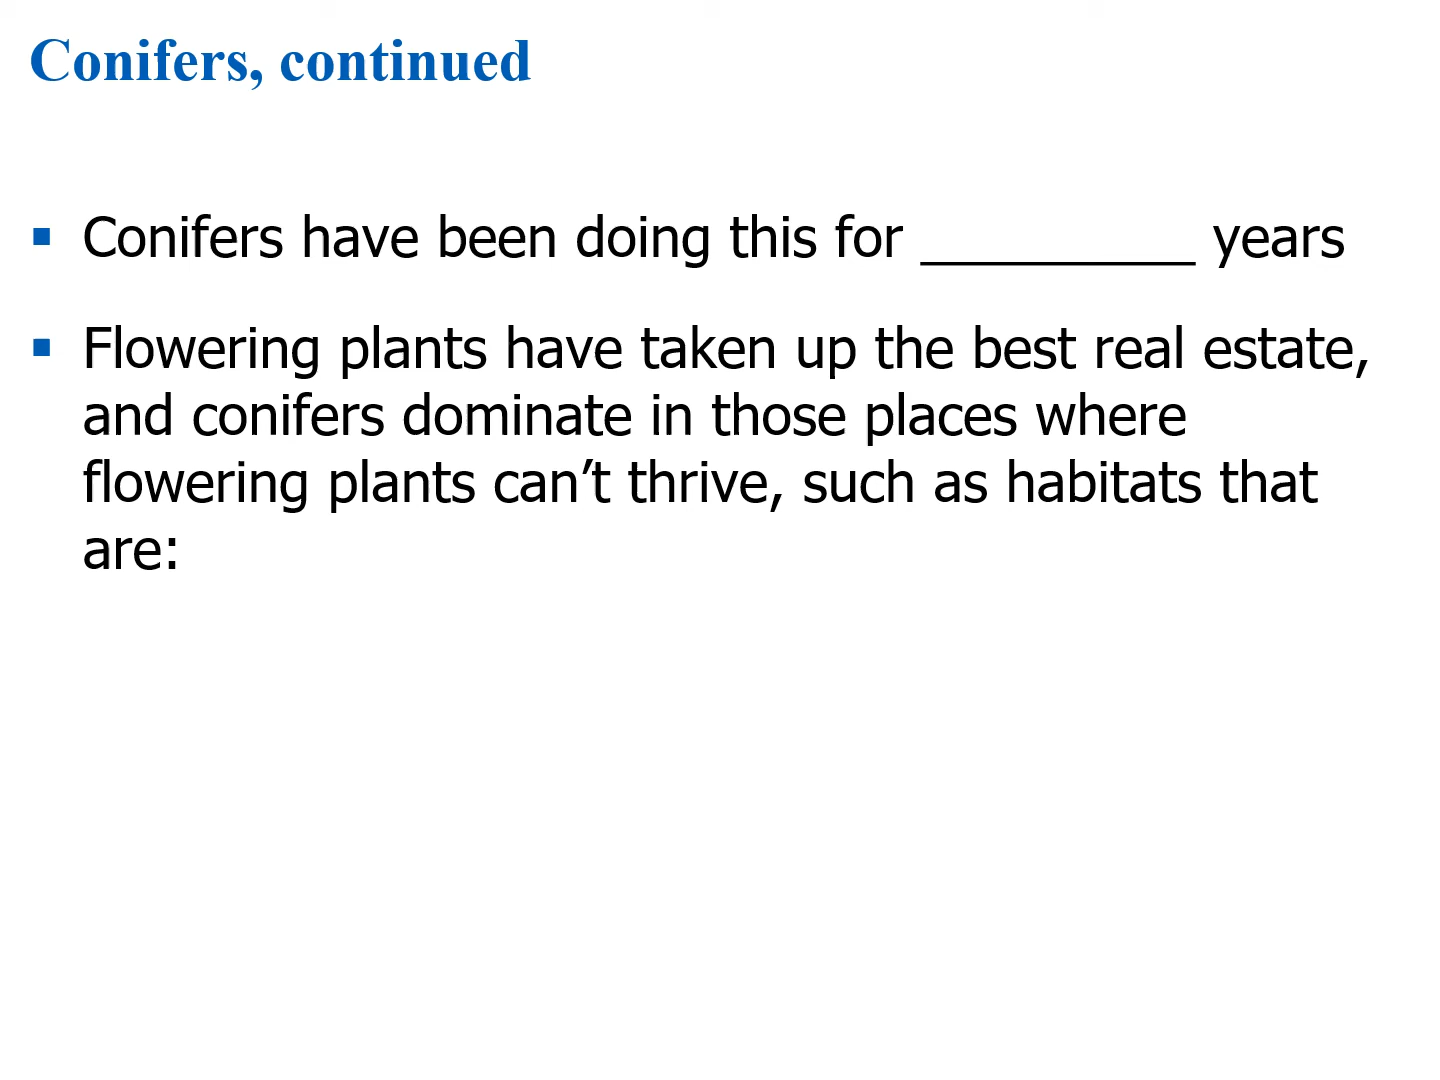 Conifers, continued
▪ Conifers have been doing this for __________ years
▪ Flowering plants have taken up the best real estate,
and conifers dominate in those places where
flowering plants can’t thrive, such as habitats that
are: